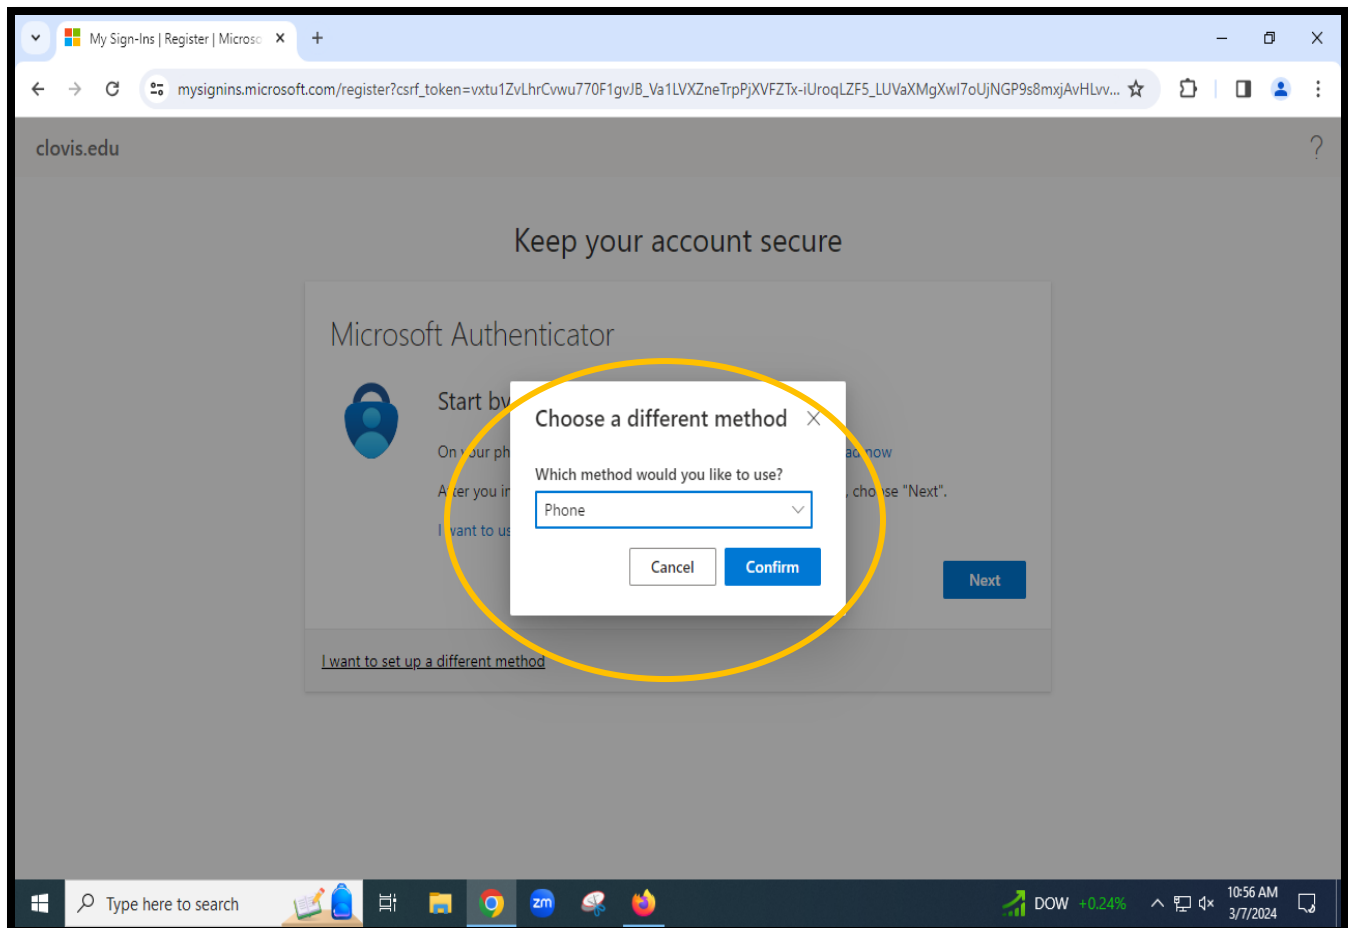 My Sign-Ins | Register | Microso
mysignins.microsoft.com/register?csrf_token=vxtu1ZvLhrCvwu770F1gvJB_Va1LVXZneTrpPjXVFZTx-iUroqLZF5_LUVaXMgXwI7oUjNGP9s8mxjAvHLvv...
clovis.edu
?
Keep your account secure
Microsoft Authenticator
Start by
Choose a different method
On your ph
ad now
Which method would you like to use?
After you in
, choose "Next".
Phone
I want to us
Cancel
Confirm
Next
I want to set up a different method
Type here to search
zm
DOW +0.24%
10:56 AM
3/7/2024